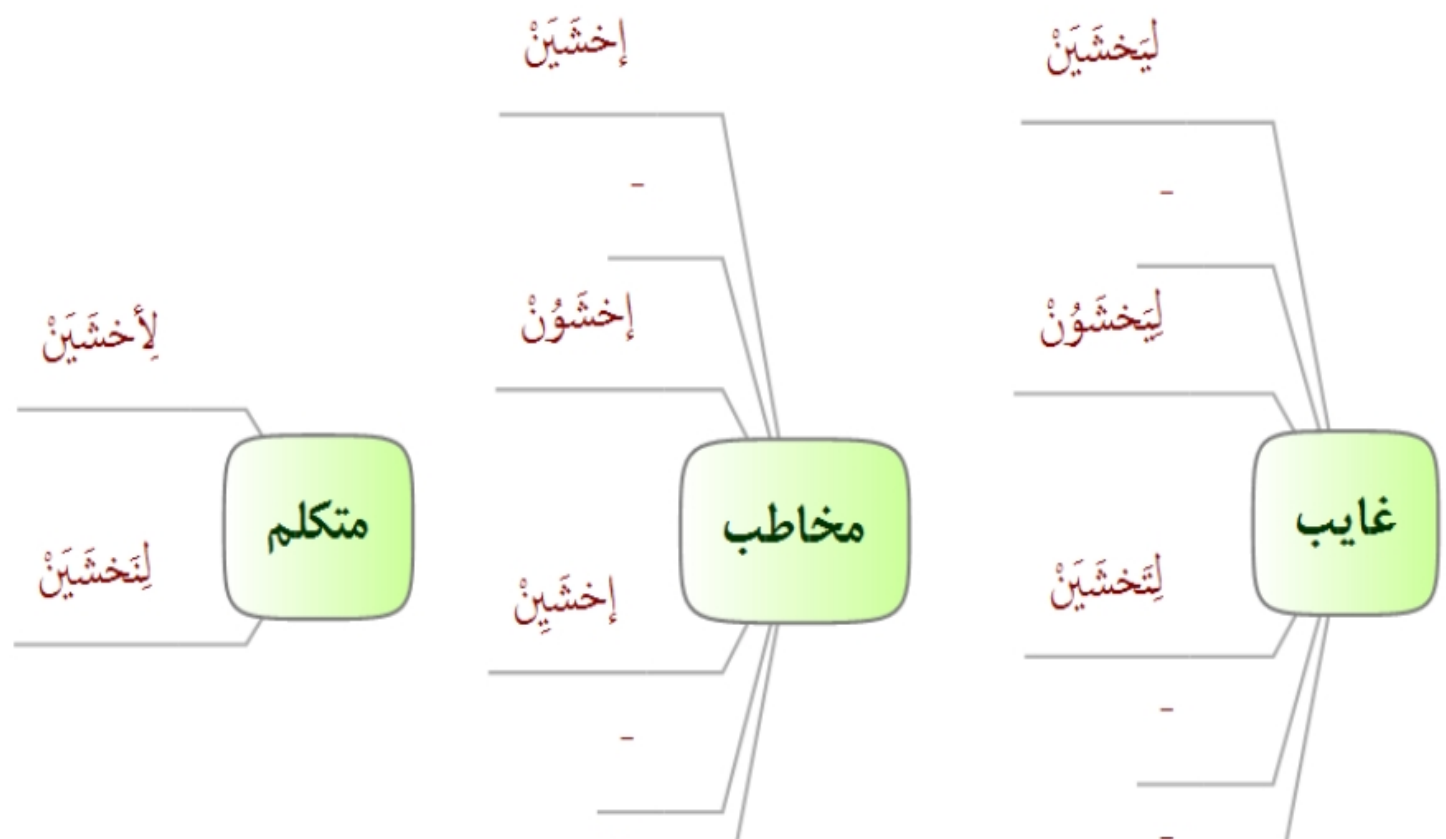 غايب
لِيَخشَيَنْ
-
لِيَخشَوُنْ
لِتَخشَيَنْ
-
-
مخاطب
إخشَيَنْ
-
إخشَوُنْ
إخشَيِنْ
-
متكلم
لِأخشَيَنْ
لِنَخشَيَنْ